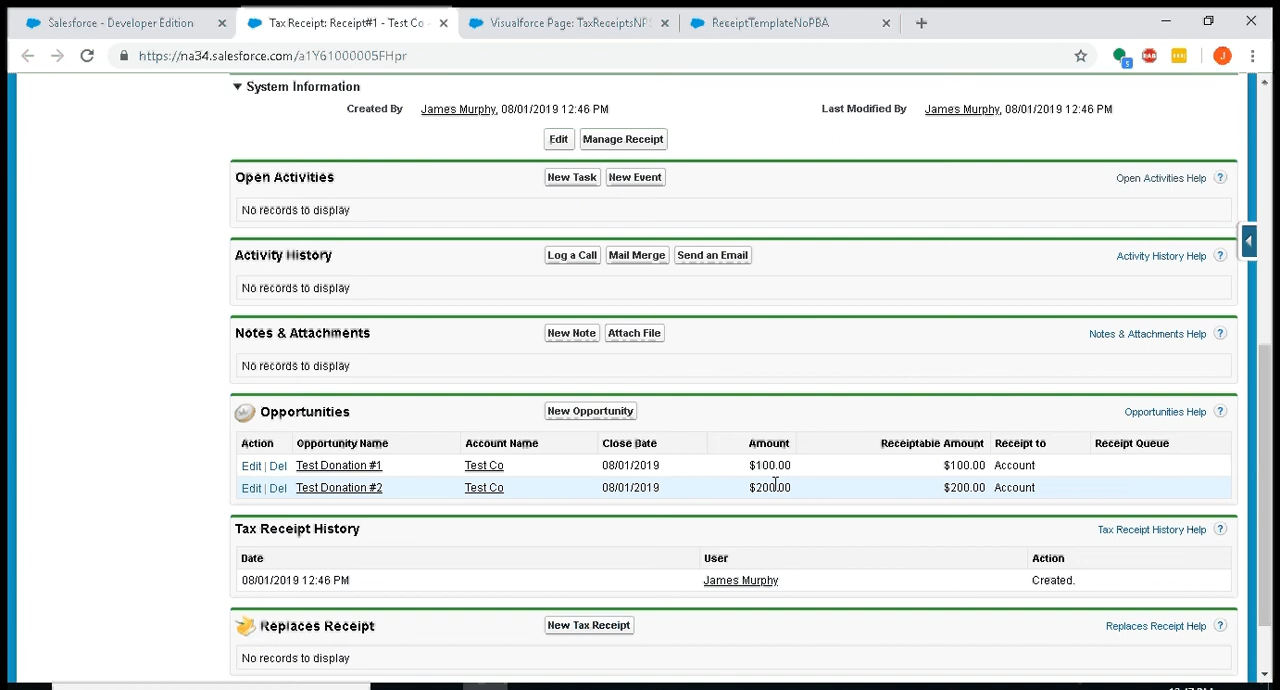 Salesforce - Developer Edition
Tax Receipt: Receipt#1 - Test Co -
Visualforce Page: TaxReceiptsNP
ReceiptTemplateNoPBA
https://na34.salesforce.com/a1Y61000005FHpr
5
J
System Information
Created By James Murphy, 08/01/2019 12:46 PM Last Modified By James Murphy, 08/01/2019 12:46 PM
Edit Manage Receipt
Open Activities New Task New Event Open Activities Help ?
No records to display
Activity History Log a Call Mail Merge Send an Email Activity History Help ?
No records to display
Notes & Attachments New Note Attach File Notes & Attachments Help ?
No records to display
Opportunities New Opportunity Opportunities Help ?
Action Opportunity Name Account Name Close Date Amount Receiptable Amount Receipt to Receipt Queue
Edit | Del Test Donation #1 Test Co 08/01/2019 $100.00 $100.00 Account
Edit | Del Test Donation #2 Test Co 08/01/2019 $200.00 $200.00 Account
Tax Receipt History Tax Receipt History Help ?
Date User Action
08/01/2019 12:46 PM James Murphy Created.
Replaces Receipt New Tax Receipt Replaces Receipt Help ?
No records to display